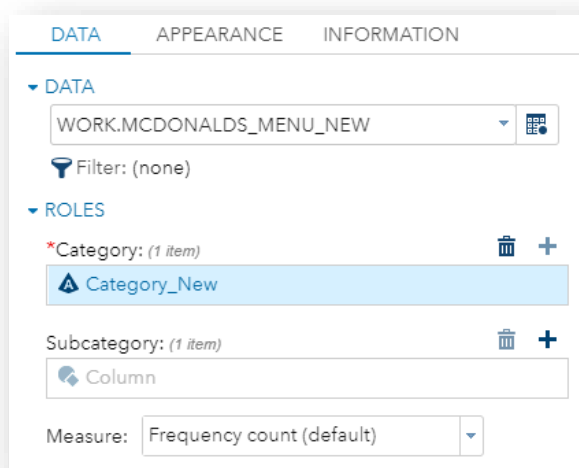 DATA APPEARANCE INFORMATION
DATA
WORK.MCDONALDS_MENU_NEW
Filter: (none)
ROLES
*Category: (1 item)
Category_New
Subcategory: (1 item)
Column
Measure: Frequency count (default)